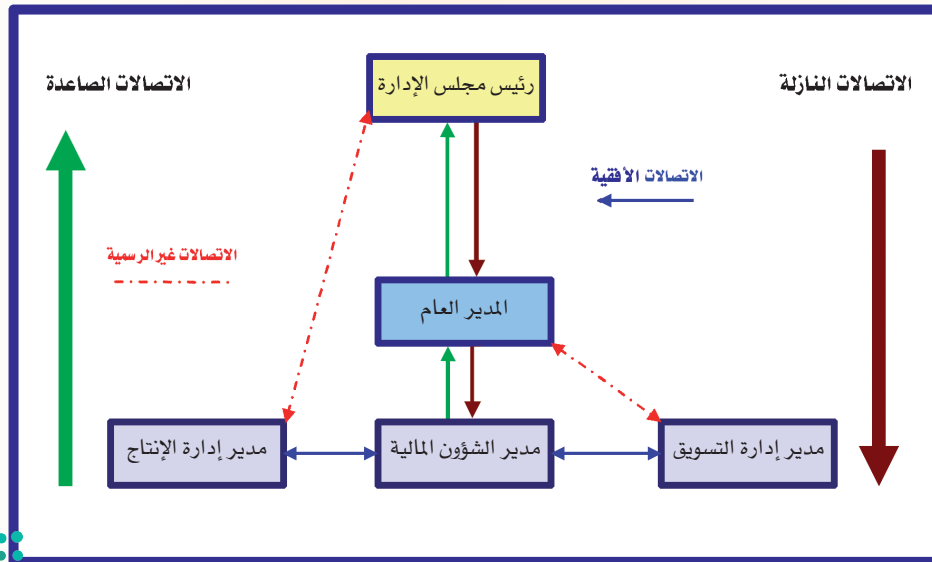 رئيس مجلس الإدارة
الاتصالات النازلة
الاتصالات الصاعدة
الاتصالات الأفقية
الاتصالات غير الرسمية
المدير العام
مدير إدارة التسويق
مدير الشؤون المالية
مدير إدارة الإنتاج